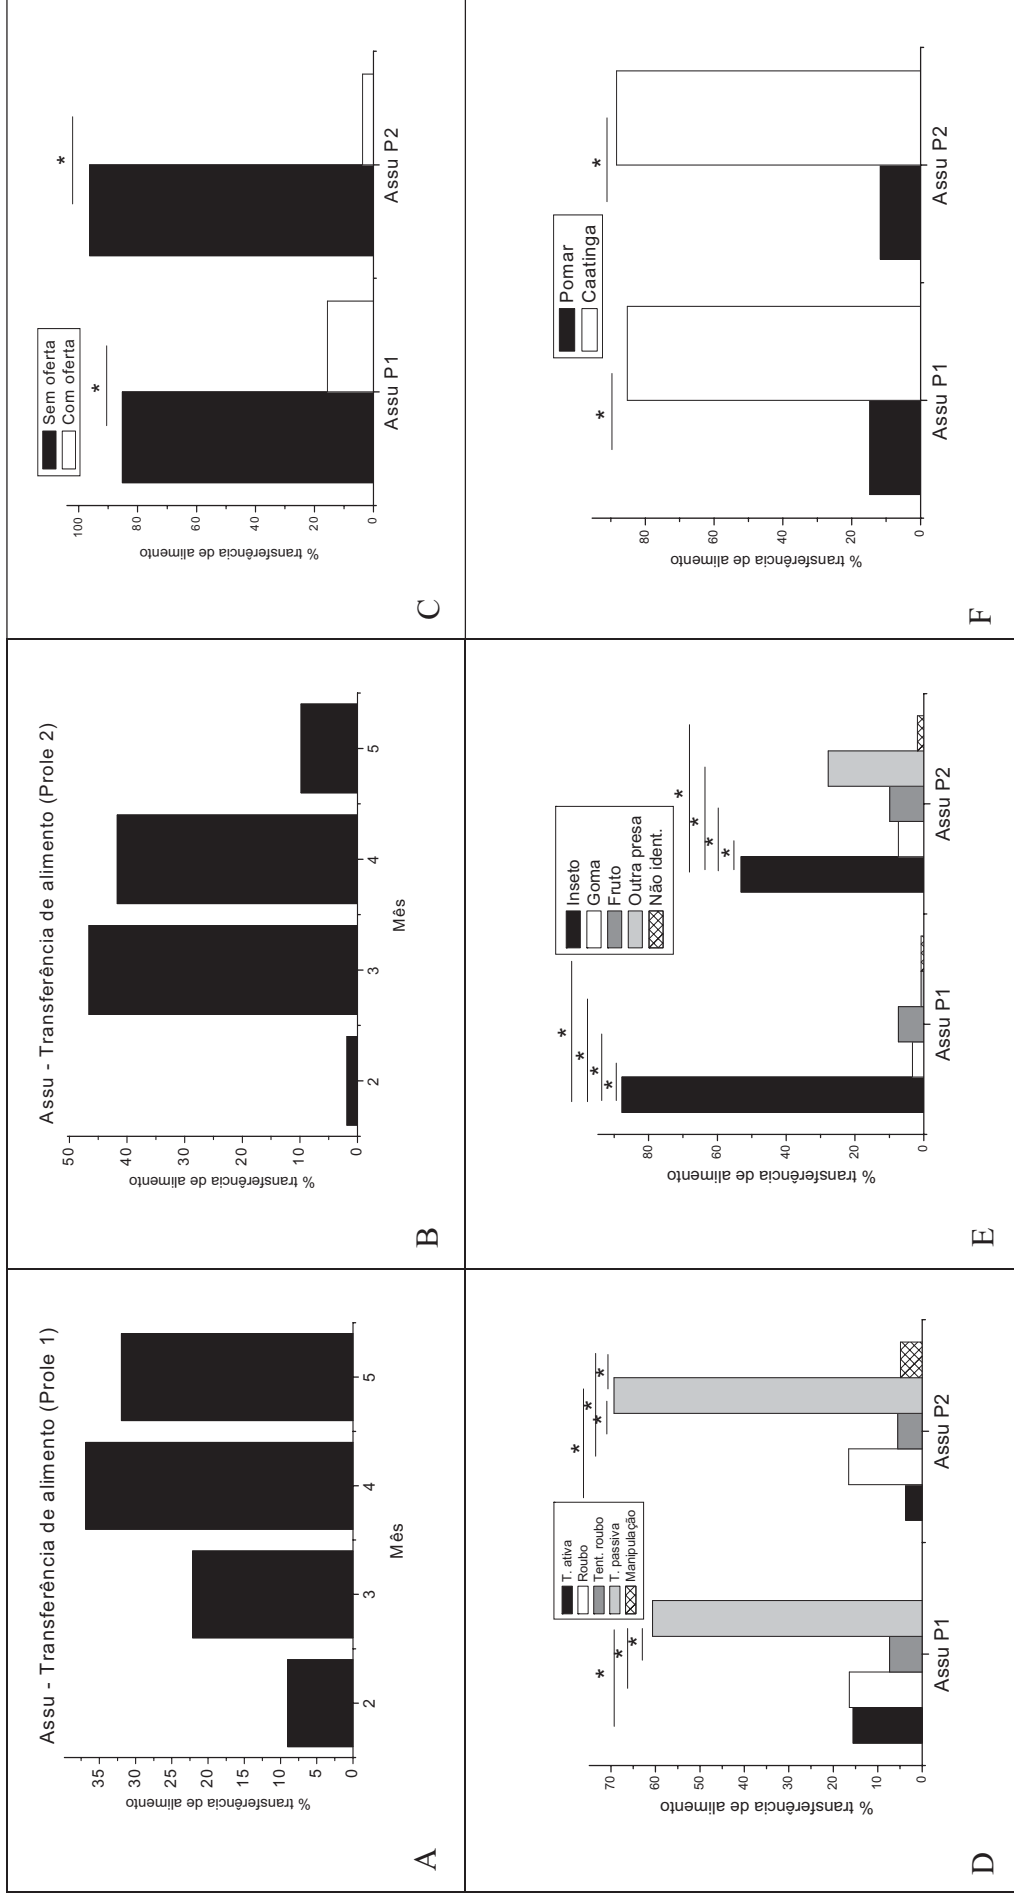 Assu - Transferência de alimento (Prole 1)
% transferência de alimento
35
30
25
20
15
10
5
0
2
3
4
5
Mês
A
Assu - Transferência de alimento (Prole 2)
% transferência de alimento
50
40
30
20
10
0
2
3
4
5
Mês
B
Sem oferta
Com oferta
*
*
% transferência de alimento
100
80
60
40
20
0
Assu P1
Assu P2
C
T. ativa
Roubo
Tent. roubo
T. passiva
Manipulação
*
*
*
*
*
*
*
% transferência de alimento
70
60
50
40
30
20
10
0
Assu P1
Assu P2
D
Inseto
Goma
Fruto
Outra presa
Não ident.
*
*
*
*
*
*
*
*
% transferência de alimento
80
60
40
20
0
Assu P1
Assu P2
E
Pomar
Caatinga
*
*
% transferência de alimento
80
60
40
20
0
Assu P1
Assu P2
F